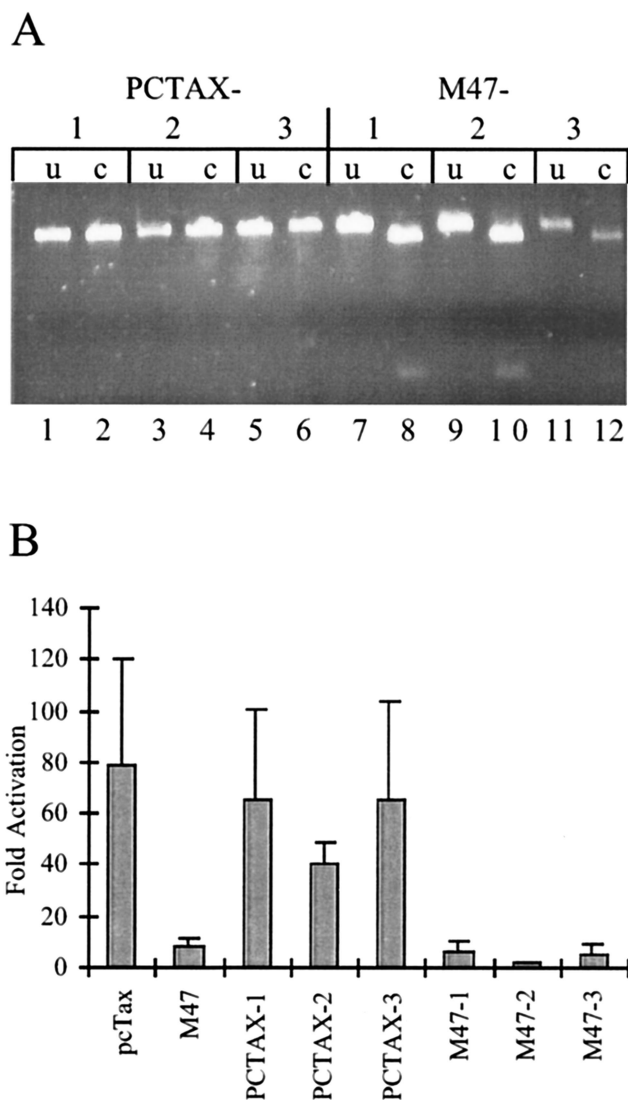 A
PCTAX- M47-
1 2 3 1 2 3
u c u c u c u c u c u c
1 2 3 4 5 6 7 8 9 1 0 11 12
B
140
120
100
80
60
40
20
0
Fold Activation
pcTax
M47
PCTAX-1
PCTAX-2
PCTAX-3
M47-1
M47-2
M47-3